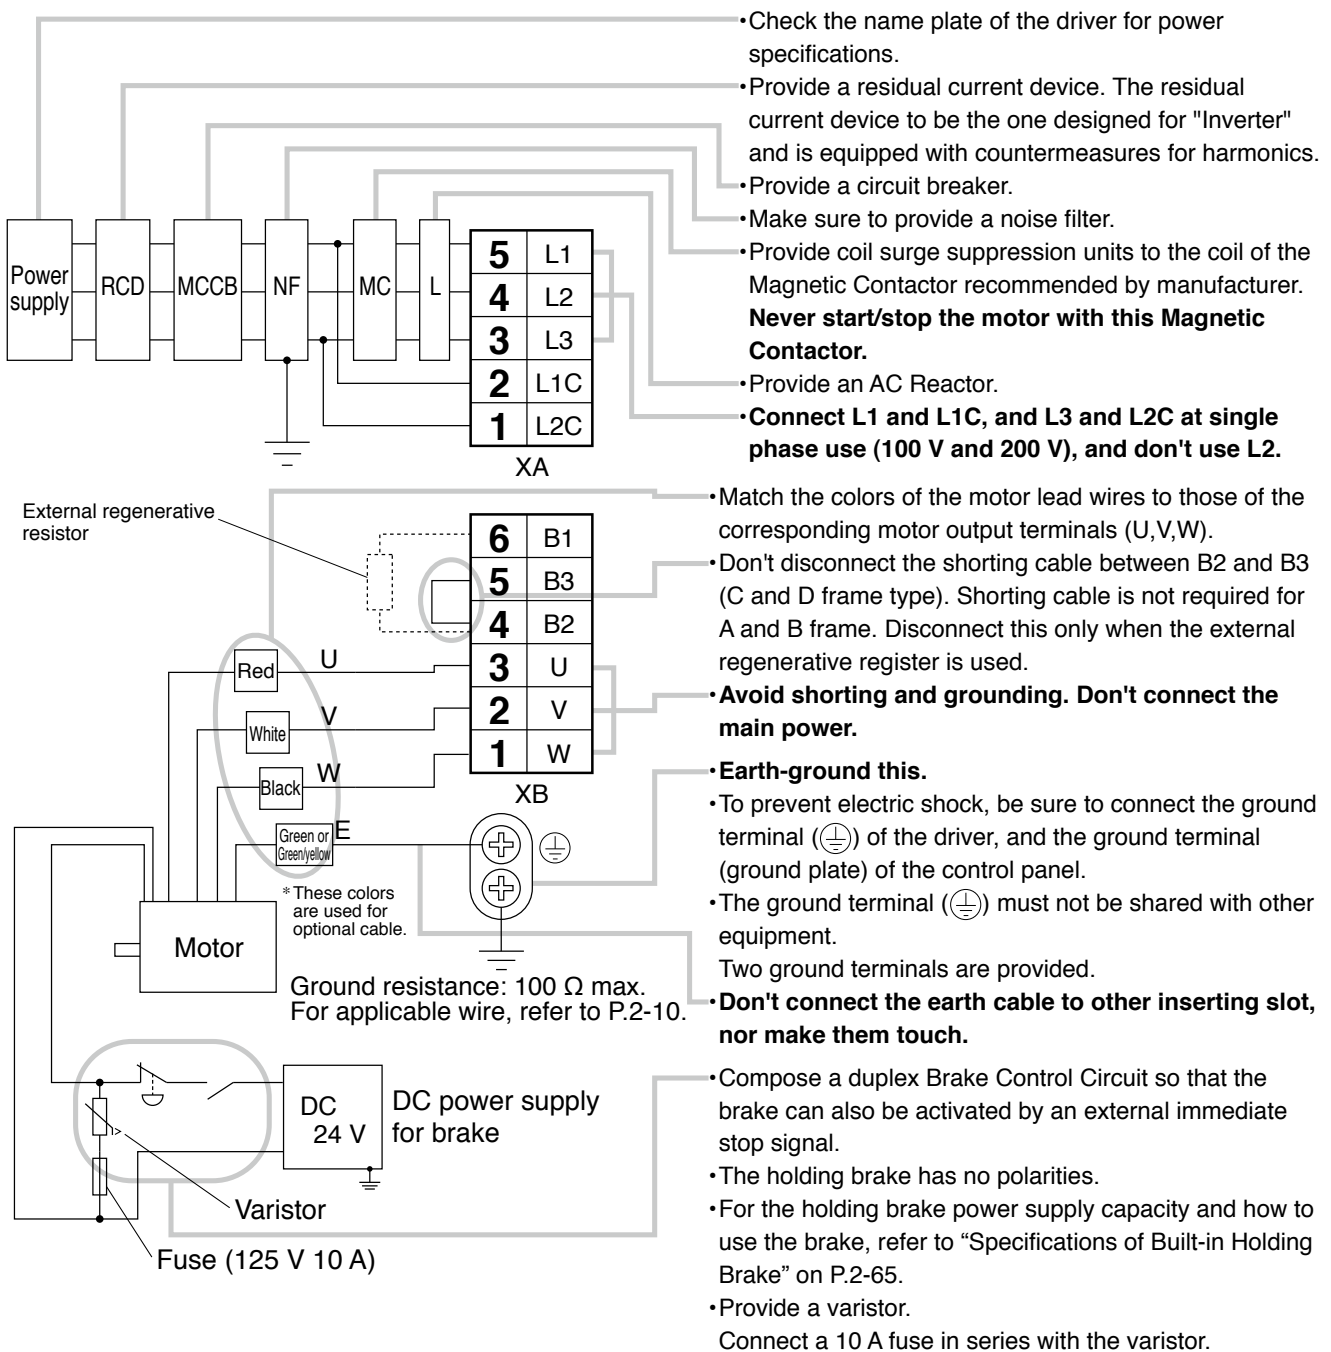 •Check the name plate of the driver for power
specifications.
•Provide a residual current device. The residual
current device to be the one designed for "Inverter"
and is equipped with countermeasures for harmonics.
•Provide a circuit breaker.
•Make sure to provide a noise filter.
•Provide coil surge suppression units to the coil of the
Magnetic Contactor recommended by manufacturer.
Never start/stop the motor with this Magnetic
Contactor.
•Provide an AC Reactor.
•Connect L1 and L1C, and L3 and L2C at single
phase use (100 V and 200 V), and don't use L2.
Power
supply
RCD
MCCB
NF
MC
L
5 L1
4 L2
3 L3
2 L1C
1 L2C
XA
•Match the colors of the motor lead wires to those of the
corresponding motor output terminals (U,V,W).
•Don't disconnect the shorting cable between B2 and B3
(C and D frame type). Shorting cable is not required for
A and B frame. Disconnect this only when the external
regenerative register is used.
•Avoid shorting and grounding. Don't connect the
main power.
•Earth-ground this.
•To prevent electric shock, be sure to connect the ground
terminal (⏚) of the driver, and the ground terminal
(ground plate) of the control panel.
•The ground terminal (⏚) must not be shared with other
equipment.
Two ground terminals are provided.
•Don't connect the earth cable to other inserting slot,
nor make them touch.
External regenerative
resistor
6 B1
5 B3
4 B2
3 U
2 V
1 W
XB
Red
U
White
V
Black
W
Green or
Green/yellow
E
* These colors
are used for
optional cable.
Motor
Ground resistance: 100 Ω max.
For applicable wire, refer to P.2-10.
•Compose a duplex Brake Control Circuit so that the
brake can also be activated by an external immediate
stop signal.
•The holding brake has no polarities.
•For the holding brake power supply capacity and how to
use the brake, refer to “Specifications of Built-in Holding
Brake” on P.2-65.
•Provide a varistor.
Connect a 10 A fuse in series with the varistor.
DC
24 V
DC power supply
for brake
Varistor
Fuse (125 V 10 A)